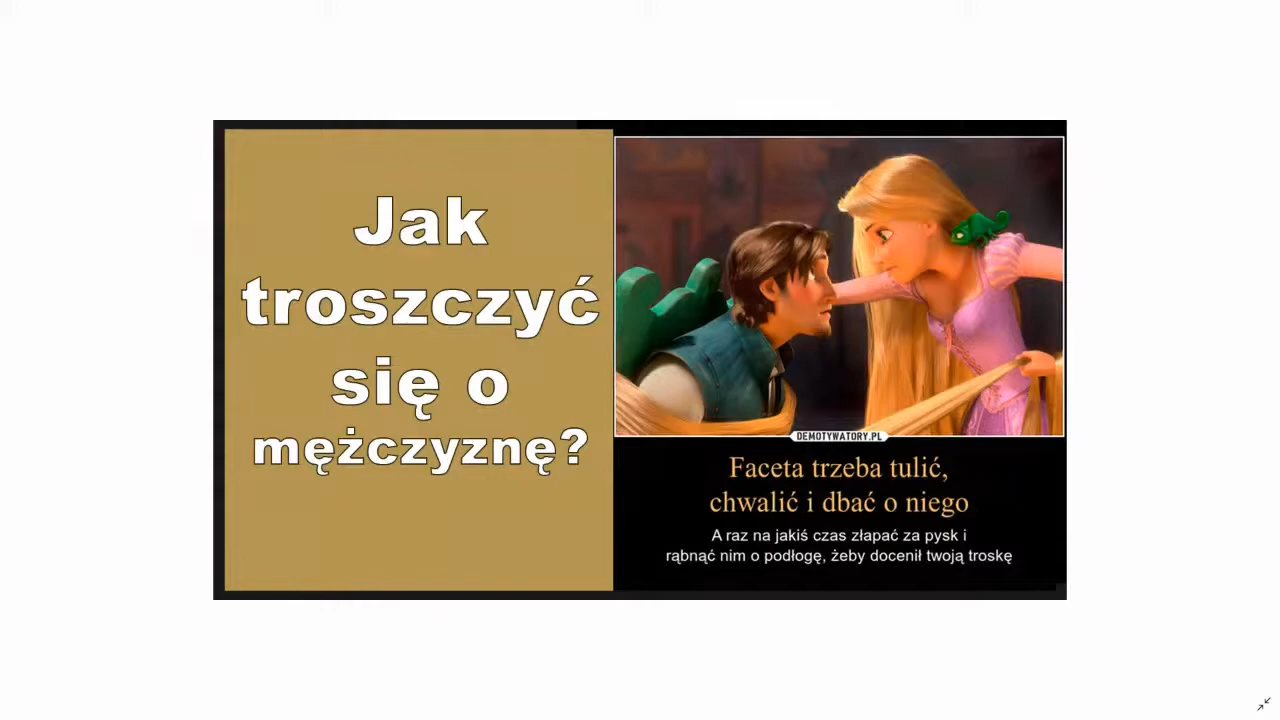 Jak
troszczyć
się o
mężczyznę?
DEMOTYWATORY.PL
Faceta trzeba tulić,
chwalić i dbać o niego
A raz na jakiś czas złapać za pysk i
rąbnąć nim o podłogę, żeby docenił twoją troskę